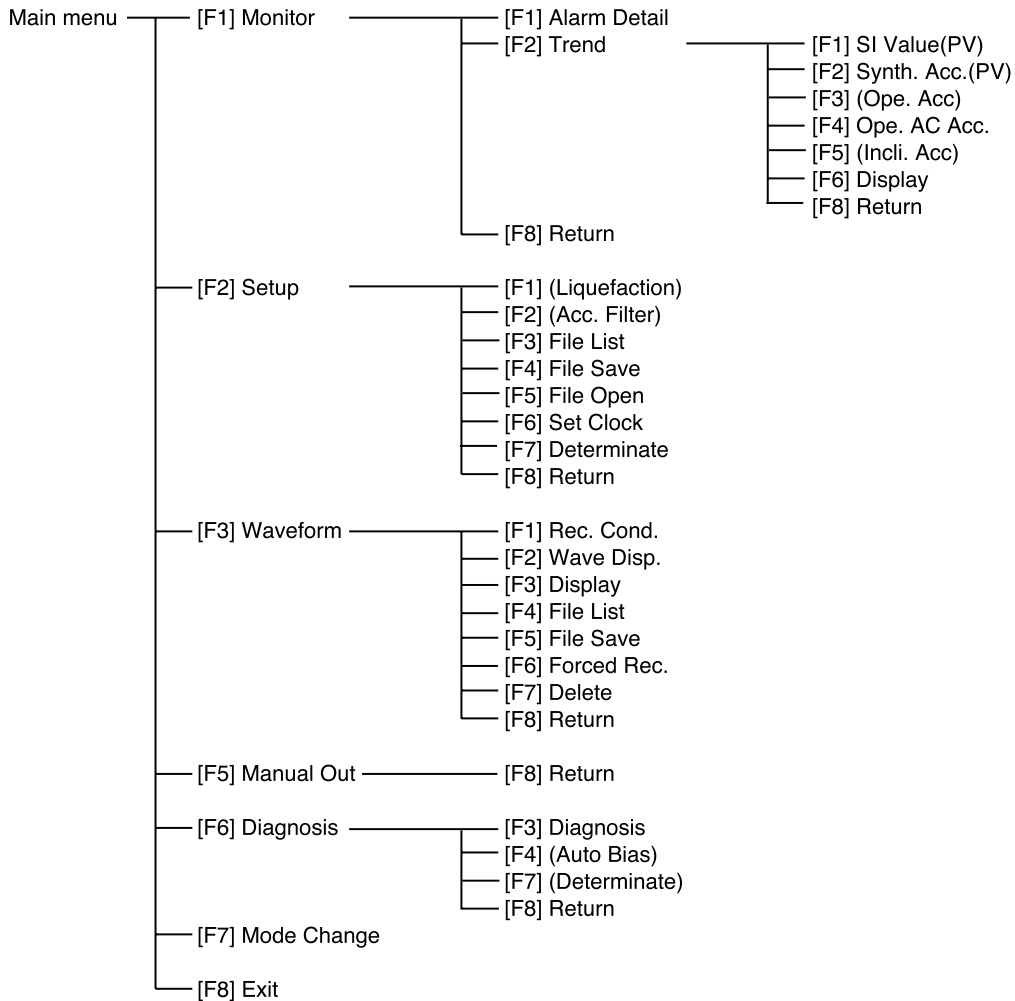 Main menu
[F1] Monitor
[F1] Alarm Detail
[F2] Trend
[F1] SI Value(PV)
[F2] Synth. Acc.(PV)
[F3] (Ope. Acc)
[F4] Ope. AC Acc.
[F5] (Incli. Acc)
[F6] Display
[F8] Return
[F8] Return
[F2] Setup
[F1] (Liquefaction)
[F2] (Acc. Filter)
[F3] File List
[F4] File Save
[F5] File Open
[F6] Set Clock
[F7] Determinate
[F8] Return
[F3] Waveform
[F1] Rec. Cond.
[F2] Wave Disp.
[F3] Display
[F4] File List
[F5] File Save
[F6] Forced Rec.
[F7] Delete
[F8] Return
[F5] Manual Out
[F8] Return
[F6] Diagnosis
[F3] Diagnosis
[F4] (Auto Bias)
[F7] (Determinate)
[F8] Return
[F7] Mode Change
[F8] Exit